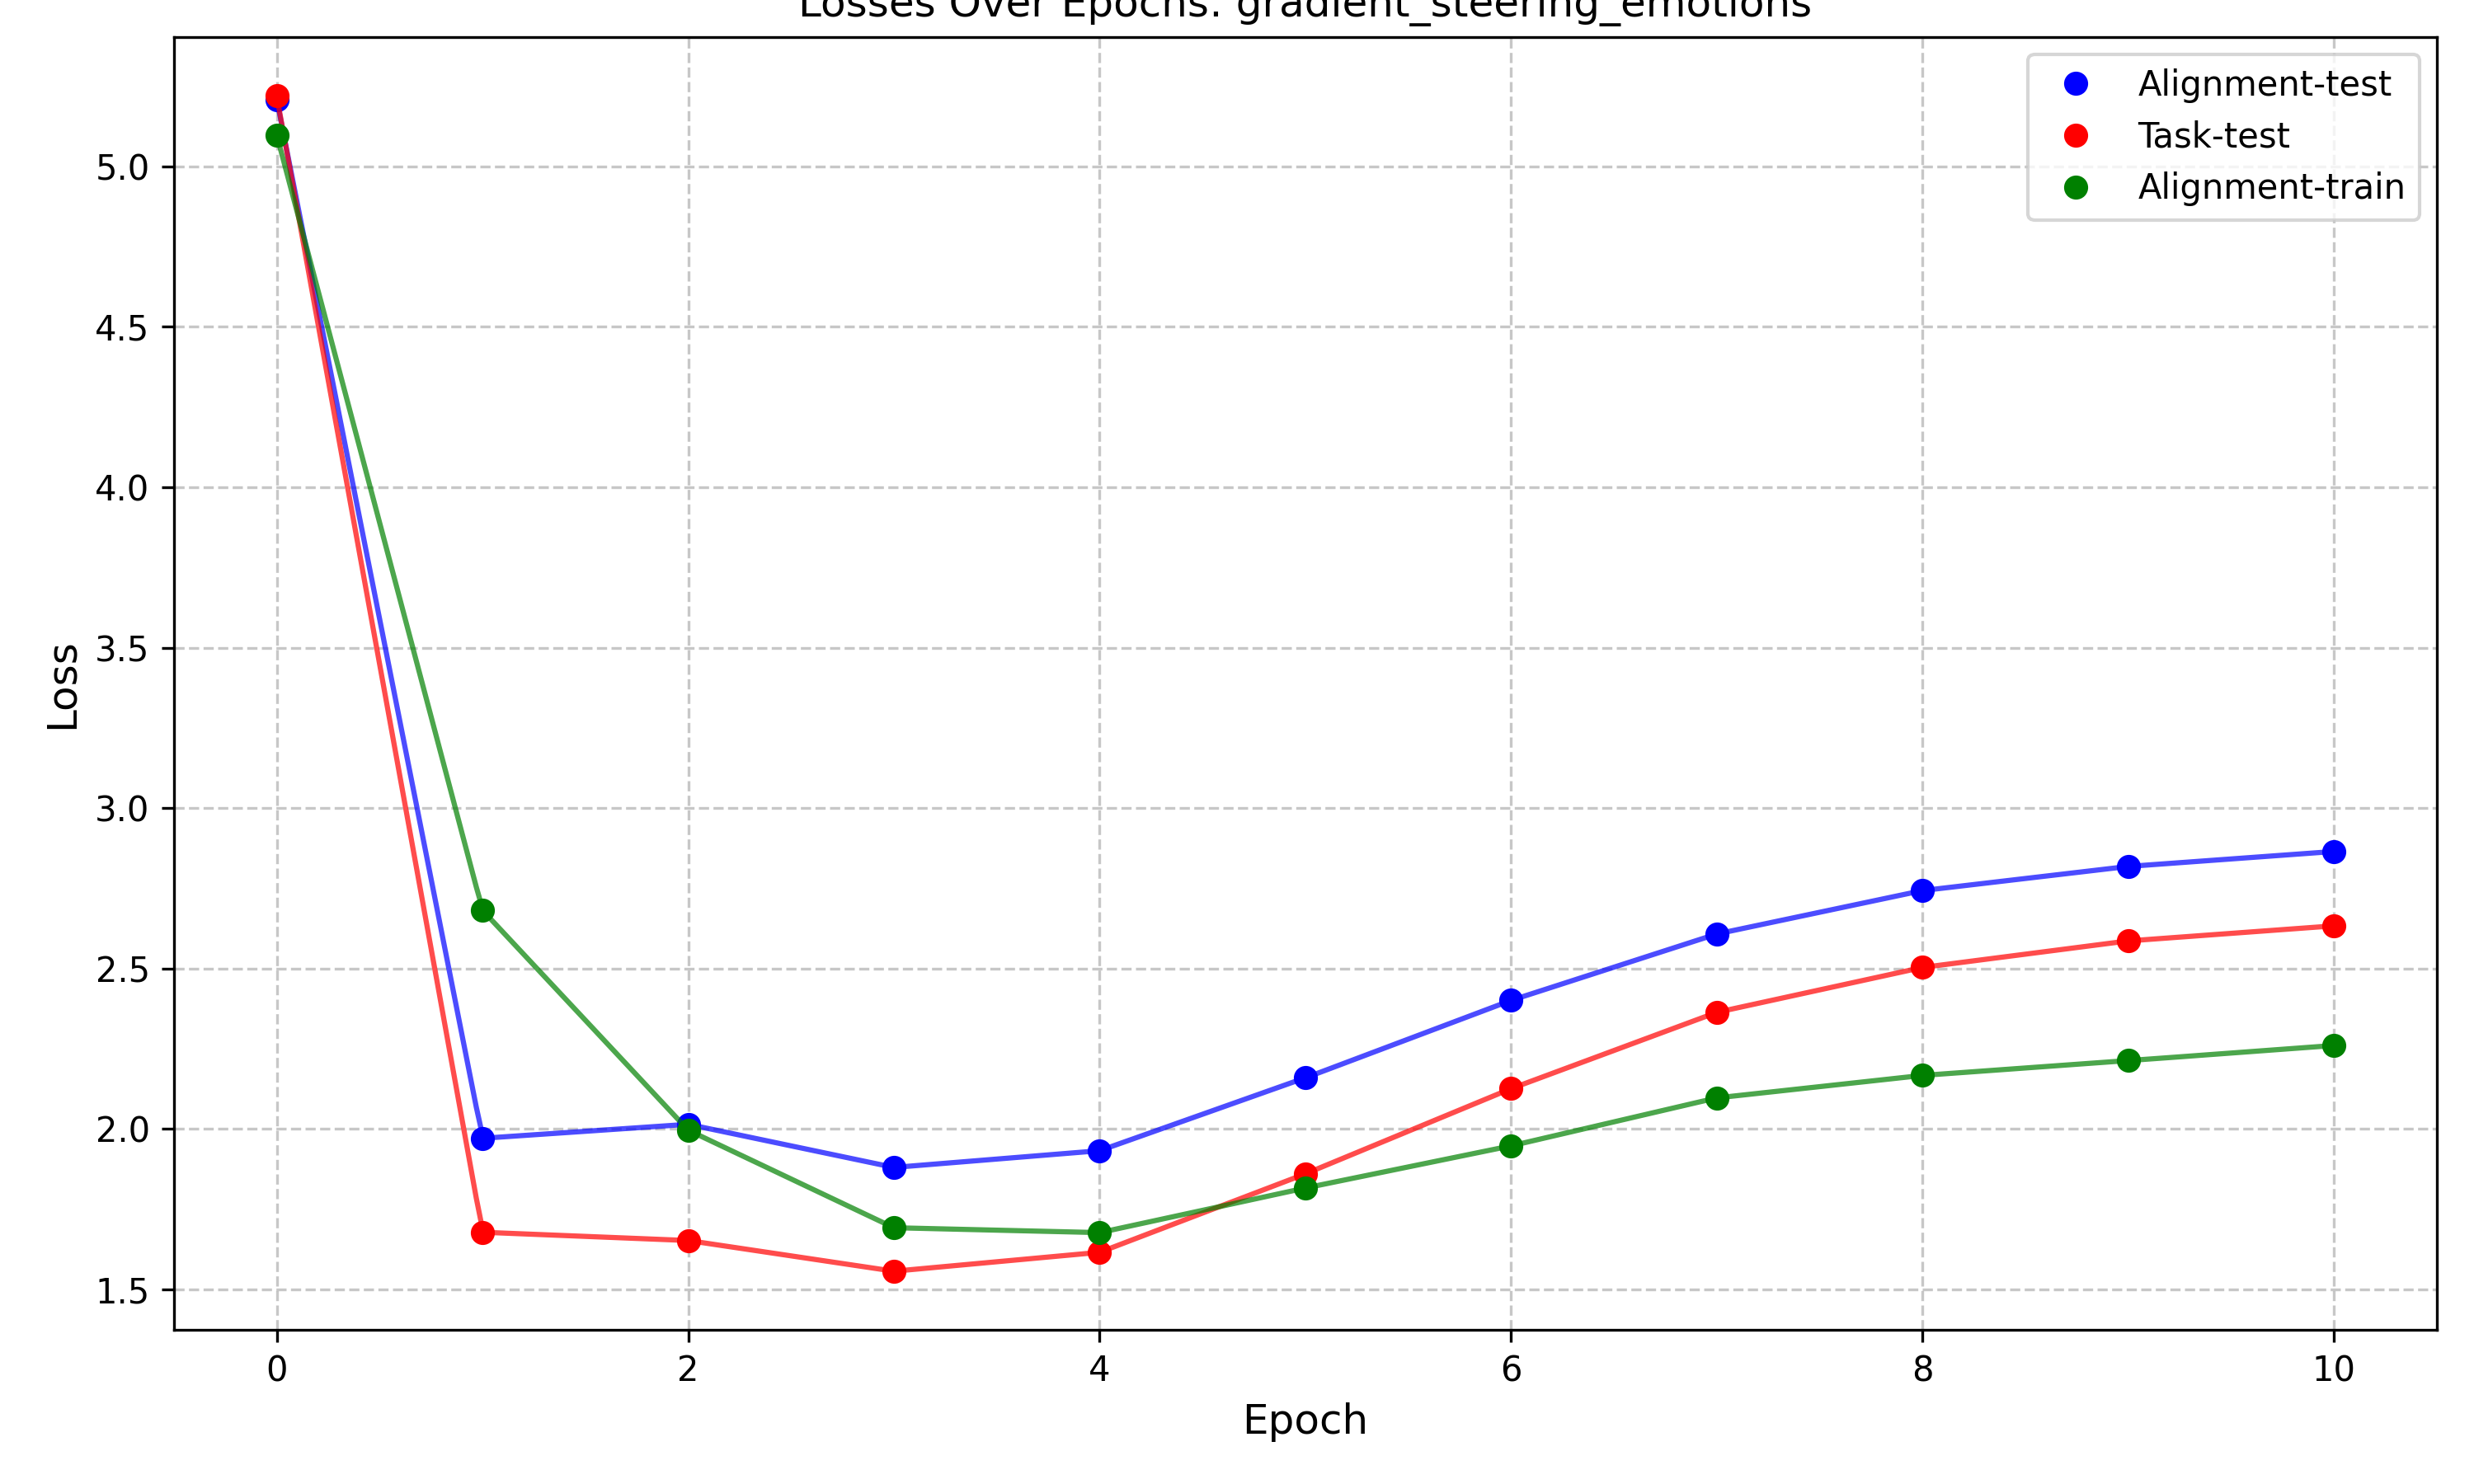 Losses Over Epochs: gradient_steering_emotions
Alignment-test
Task-test
Alignment-train
5.0
4.5
4.0
3.5
3.0
2.5
2.0
1.5
Loss
0 2 4 6 8 10
Epoch